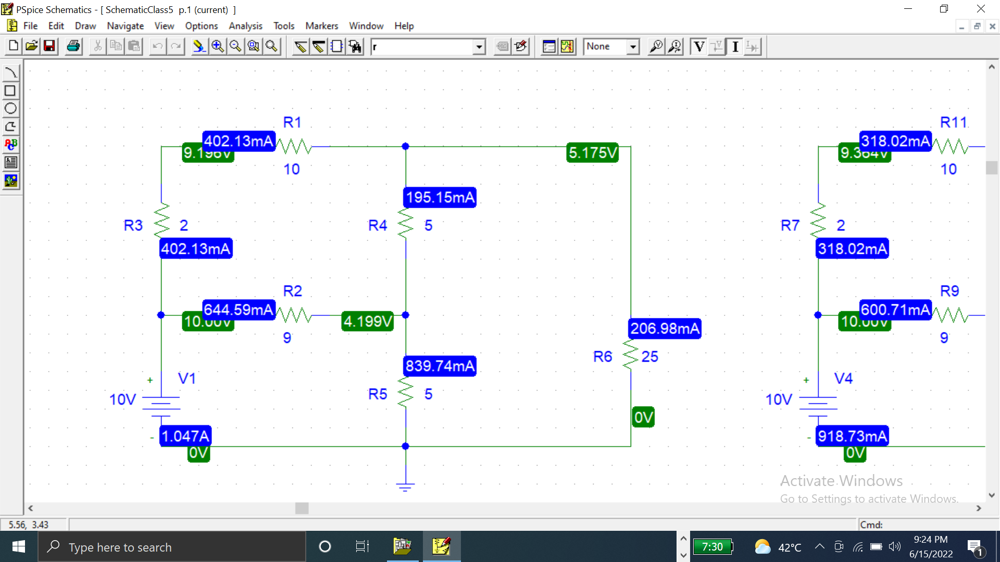 PSpice Schematics - [ SchematicClass5 p.1 (current) ]
File Edit Draw Navigate View Options Analysis Tools Markers Window Help
r None V V I I
ABC
R1 R11
402.13mA 318.02mA
9.196V 5.175V 9.364V
10 10
195.15mA
R3 2 R4 5 R7 2
402.13mA 318.02mA
R2 R9
644.59mA 600.71mA
10.00V 4.199V 10.00V
206.98mA
9 9
R6 25
839.74mA
+ V1 + V4
R5 5
10V 10V
0V
- 1.047A - 918.73mA
0V 0V
Activate Windows
Go to Settings to activate Windows.
5.56, 3.43 Cmd:
Type here to search 7:30 42°C 9:24 PM
6/15/2022 1